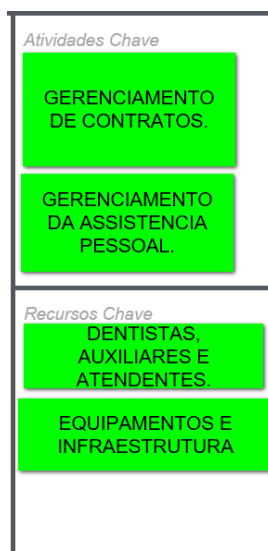 Atividades Chave
GERENCIAMENTO
DE CONTRATOS.
GERENCIAMENTO
DA ASSISTENCIA
PESSOAL.
Recursos Chave
DENTISTAS,
AUXILIARES E
ATENDENTES.
EQUIPAMENTOS E
INFRAESTRUTURA